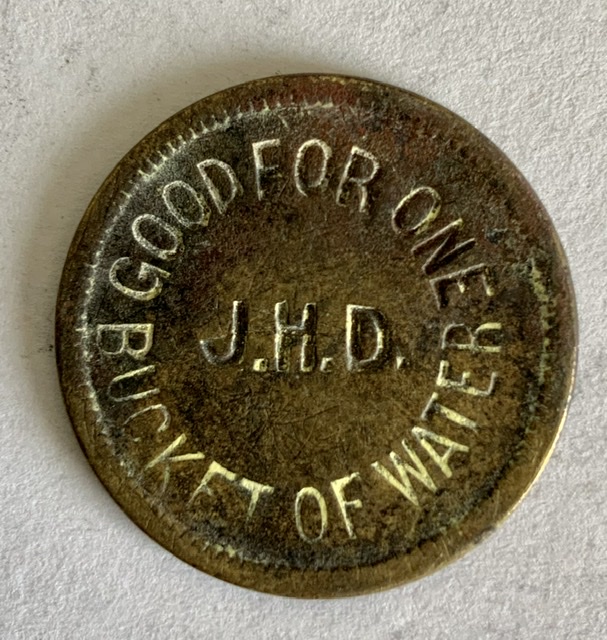 GOOD FOR ONE
J.H.D.
BUCKET OF WATER